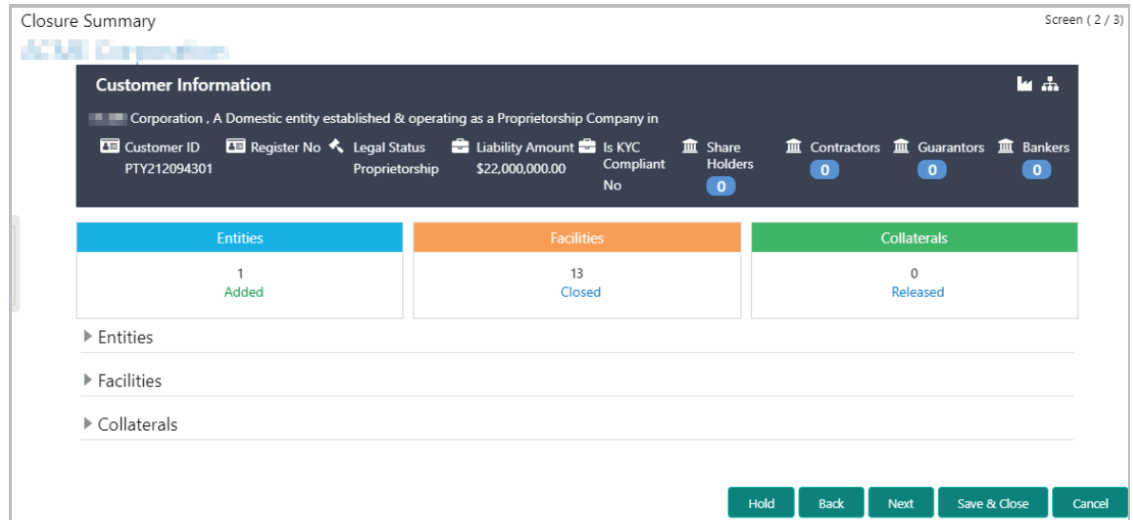 Closure Summary
Screen ( 2 / 3)
Customer Information
Corporation , A Domestic entity established & operating as a Proprietorship Company in
Customer ID
PTY212094301
Register No
Legal Status
Proprietorship
Liability Amount
$22,000,000.00
Is KYC
Compliant
No
Share
Holders
0
Contractors
0
Guarantors
0
Bankers
0
Entities
1
Added
Facilities
13
Closed
Collaterals
0
Released
Entities
Facilities
Collaterals
Hold
Back
Next
Save & Close
Cancel